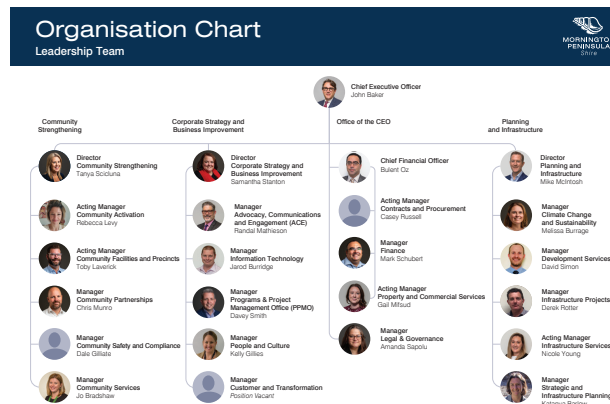 Organisation Chart
Leadership Team
MORNINGTON
PENINSULA
Shire
Chief Executive Officer
John Baker
Community
Strengthening
Corporate Strategy and
Business Improvement
Office of the CEO
Planning
and Infrastructure
Director
Community Strengthening
Tanya Scicluna
Acting Manager
Community Activation
Rebecca Levy
Acting Manager
Community Facilities and Precincts
Toby Laverick
Manager
Community Partnerships
Chris Munro
Manager
Community Safety and Compliance
Dale Gilliate
Manager
Community Services
Jo Bradshaw
Director
Corporate Strategy and
Business Improvement
Samantha Stanton
Manager
Advocacy, Communications
and Engagement (ACE)
Randal Mathieson
Manager
Information Technology
Jarod Burridge
Manager
Programs & Project
Management Office (PPMO)
Davey Smith
Manager
People and Culture
Kelly Gillies
Manager
Customer and Transformation
Position Vacant
Chief Financial Officer
Bulent Oz
Acting Manager
Contracts and Procurement
Casey Russell
Manager
Finance
Mark Schubert
Acting Manager
Property and Commercial Services
Gail Mifsud
Manager
Legal & Governance
Amanda Sapolu
Director
Planning and
Infrastructure
Mike McIntosh
Manager
Climate Change
and Sustainability
Melissa Burrage
Manager
Development Services
David Simon
Manager
Infrastructure Projects
Derek Rotter
Acting Manager
Infrastructure Services
Nicole Young
Manager
Strategic and
Infrastructure Planning